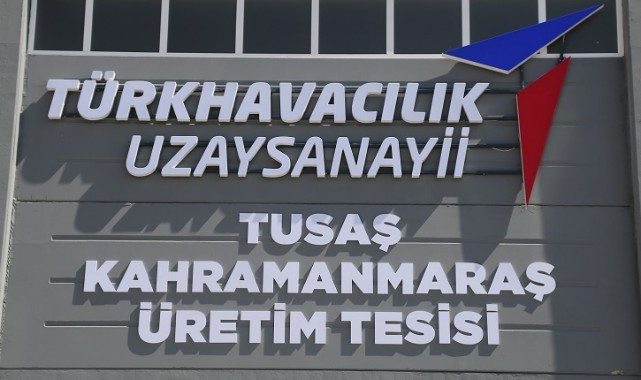 TÜRKHAVACILIK
UZAYSANAYİİ
TUSAŞ
KAHRAMANMARAŞ
ÜRETİM TESİSİ